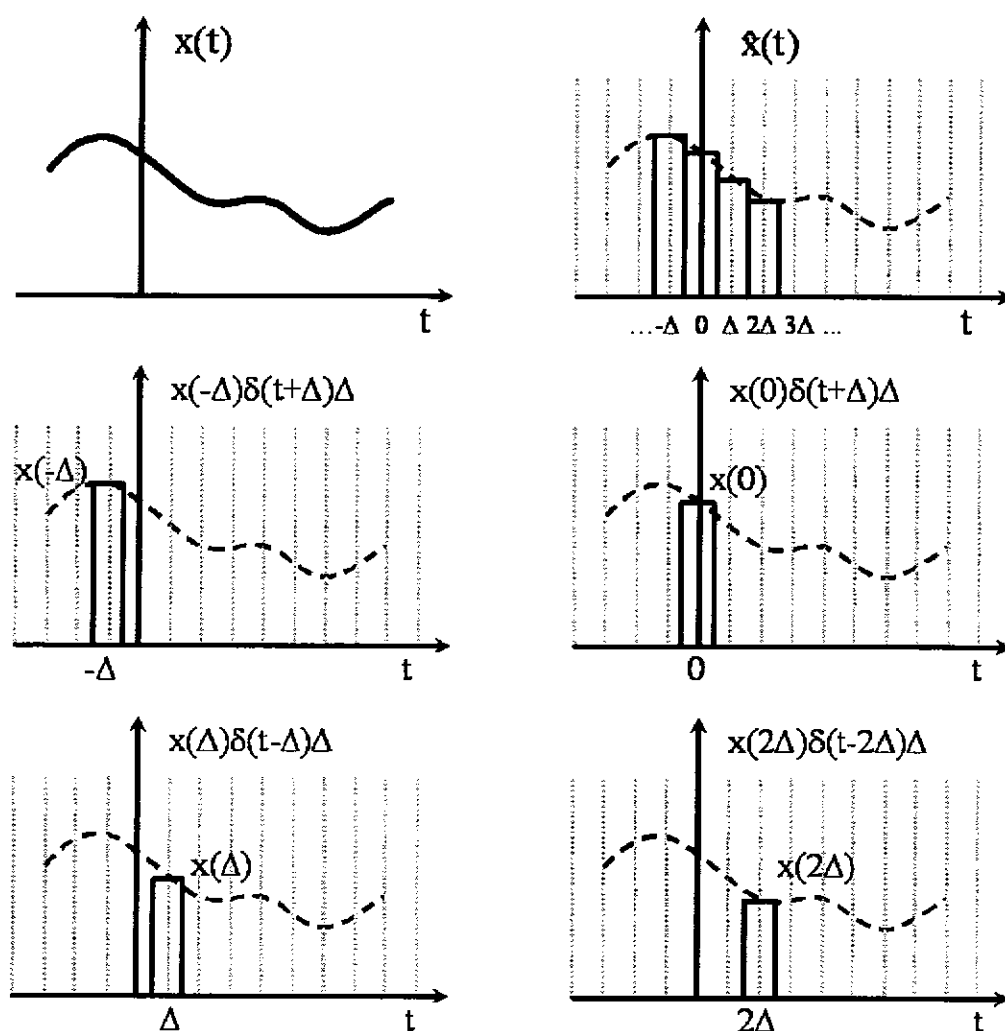 x(t)
t
x̂(t)
...-Δ 0 Δ 2Δ 3Δ ...
t
x(-Δ)δ(t+Δ)Δ
x(-Δ)
-Δ
t
x(0)δ(t+Δ)Δ
x(0)
0
t
x(Δ)δ(t-Δ)Δ
x(Δ)
Δ
t
x(2Δ)δ(t-2Δ)Δ
x(2Δ)
2Δ
t